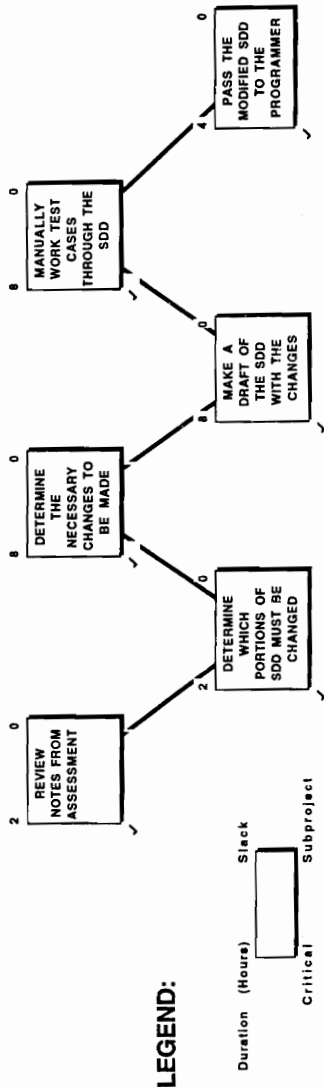 2 0
REVIEW
NOTES FROM
ASSESSMENT
2 0
DETERMINE
WHICH
PORTIONS OF
SDD MUST BE
CHANGED
8 0
DETERMINE
THE
NECESSARY
CHANGES TO
BE MADE
8 0
MAKE A
DRAFT OF
THE SDD
WITH THE
CHANGES
8 0
MANUALLY
WORK TEST
CASES
THROUGH THE
SDD
4 0
PASS THE
MODIFIED SDD
TO THE
PROGRAMMER
LEGEND:
Duration (Hours) Slack
Critical Subproject